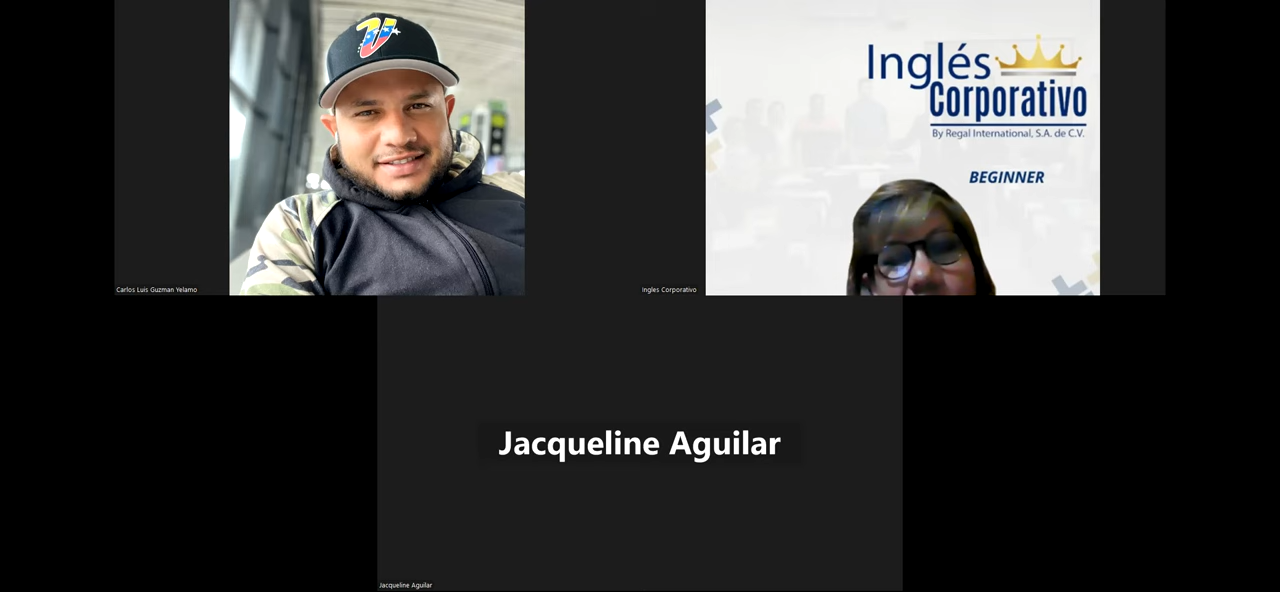 Carlos Luis Guzman Yelamo
Inglés
Corporativo
By Regal International, S.A. de C.V.
BEGINNER
Ingles Corporativo
Jacqueline Aguilar
Jacqueline Aguilar